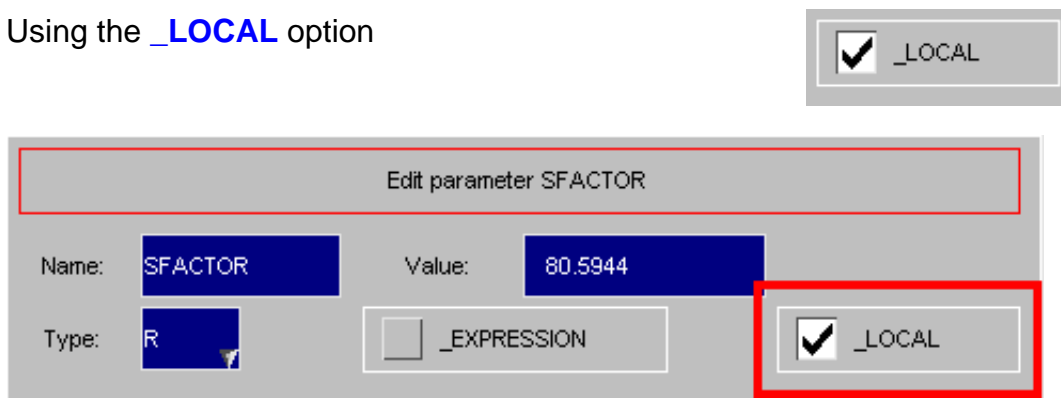 Using the _LOCAL option
_LOCAL
Edit parameter SFACTOR
Name: SFACTOR Value: 80.5944
Type: R _EXPRESSION _LOCAL